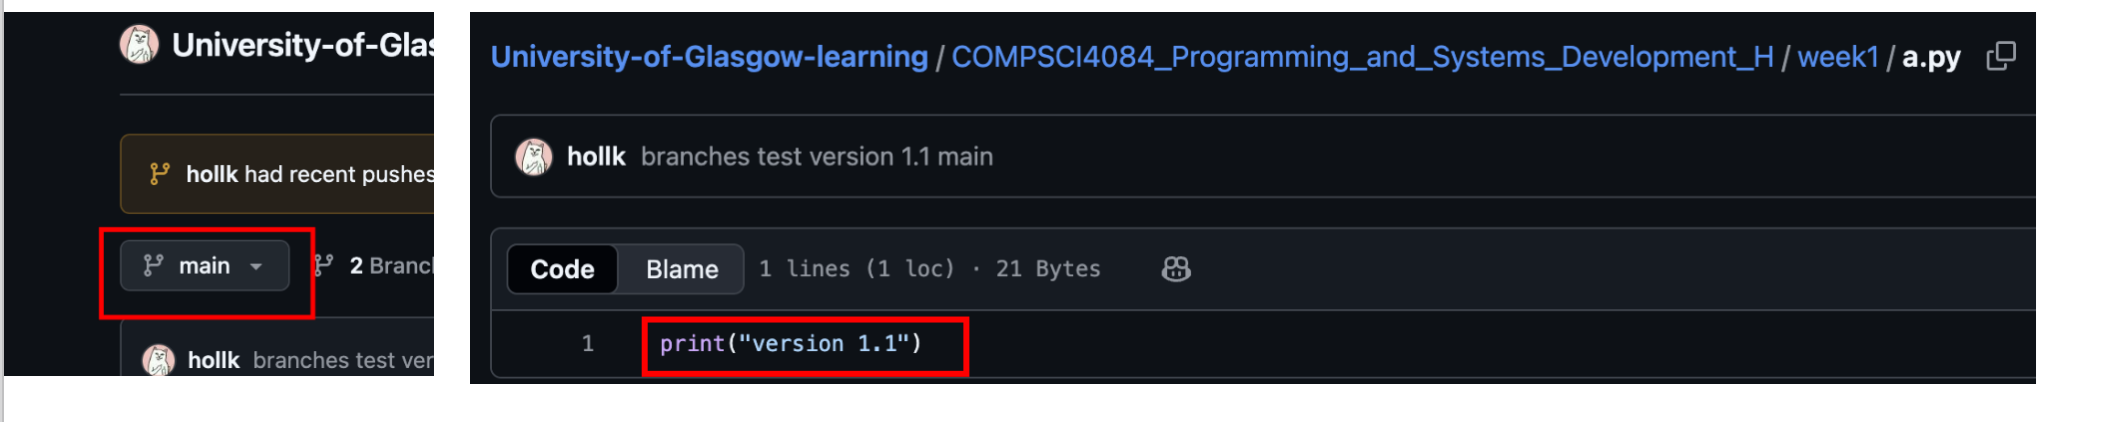 University-of-Glas
hollk had recent pushes
main
2 Branch
hollk branches test ver
University-of-Glasgow-learning / COMPSCI4084_Programming_and_Systems_Development_H / week1 / a.py
hollk branches test version 1.1 main
Code Blame 1 lines (1 loc) · 21 Bytes
1 print("version 1.1")